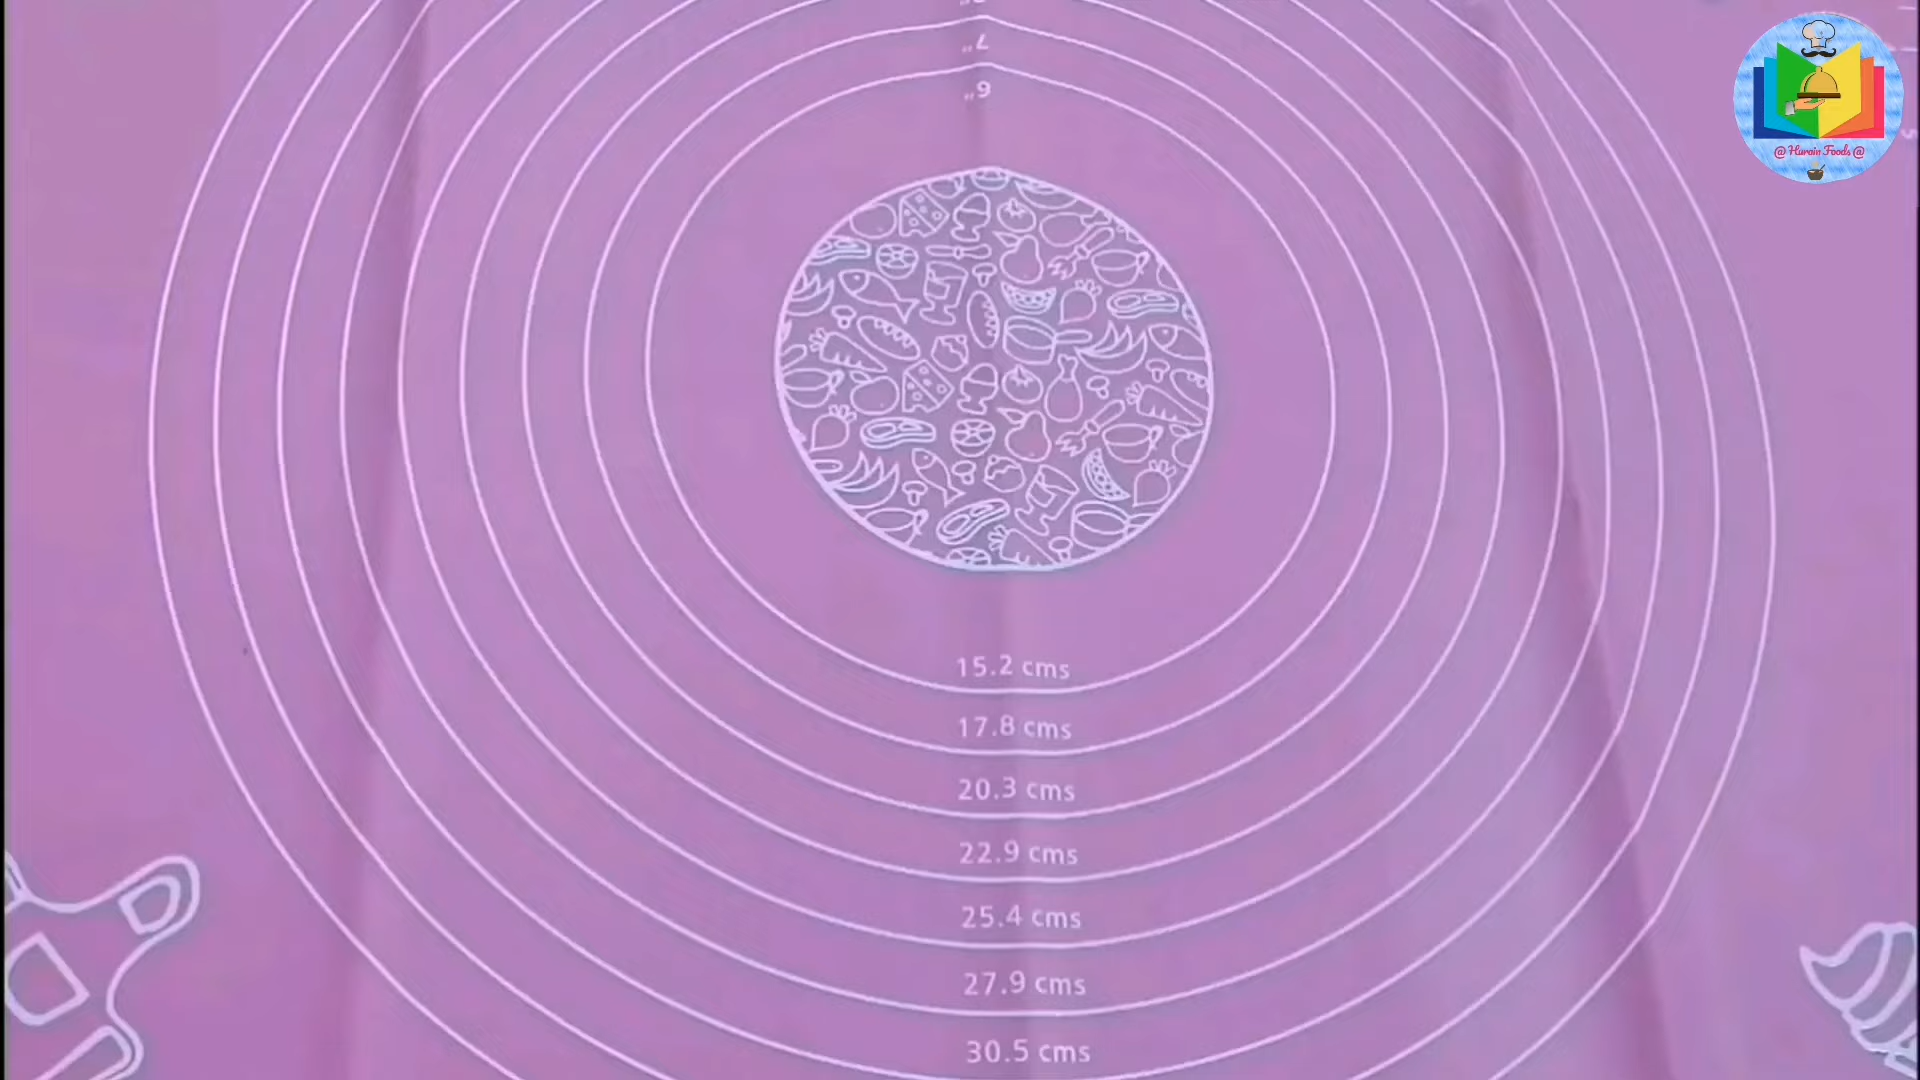 7"
6"
@ Hurain Foods @
15.2 cms
17.8 cms
20.3 cms
22.9 cms
25.4 cms
27.9 cms
30.5 cms